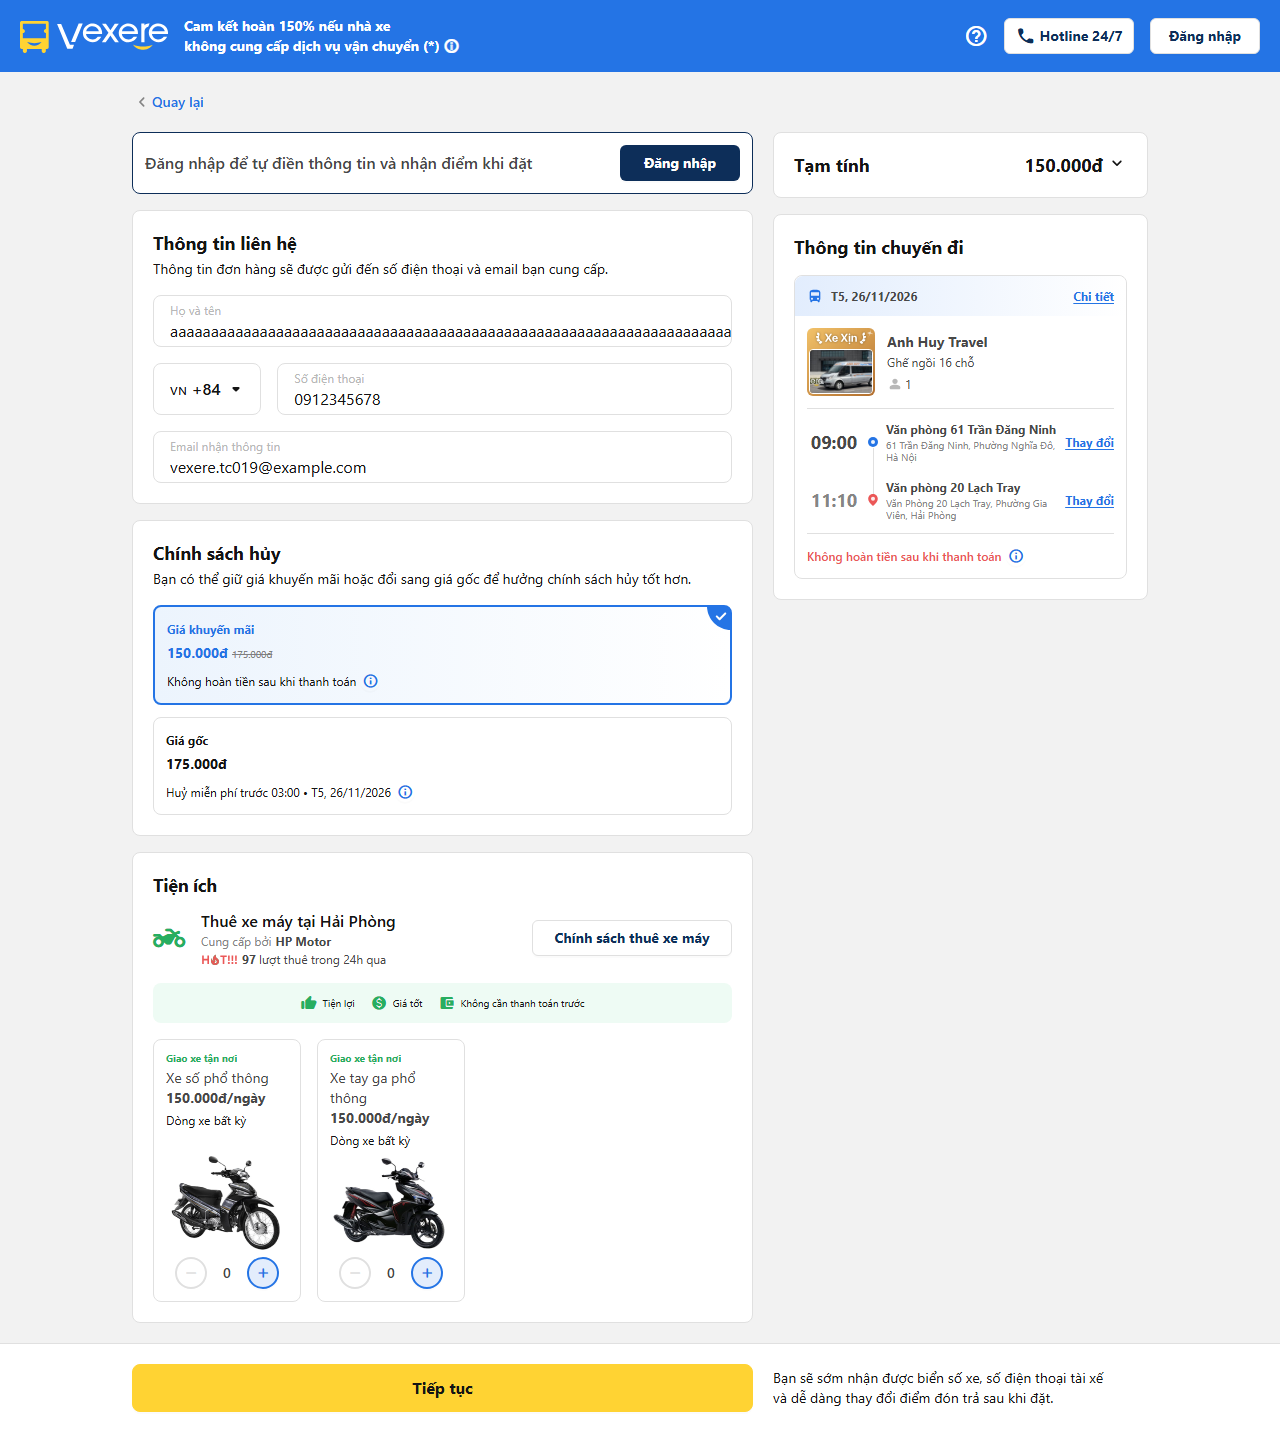 vexere
Cam kết hoàn 150% nếu nhà xe
không cung cấp dịch vụ vận chuyển (*)
Hotline 24/7
Đăng nhập
Quay lại
Đăng nhập để tự điền thông tin và nhận điểm khi đặt
Đăng nhập
Thông tin liên hệ
Thông tin đơn hàng sẽ được gửi đến số điện thoại và email bạn cung cấp.
Họ và tên
VN +84
Số điện thoại
0912345678
Email nhận thông tin
vexere.tc019@example.com
Chính sách hủy
Bạn có thể giữ giá khuyến mãi hoặc đổi sang giá gốc để hưởng chính sách hủy tốt hơn.
Giá khuyến mãi
150.000đ 175.000đ
Không hoàn tiền sau khi thanh toán
Giá gốc
175.000đ
Huỷ miễn phí trước 03:00 • T5, 26/11/2026
Tiện ích
Thuê xe máy tại Hải Phòng
Cung cấp bởi HP Motor
97 lượt thuê trong 24h qua
Chính sách thuê xe máy
Tiện lợi
Giá tốt
Không cần thanh toán trước
Giao xe tận nơi
Xe số phổ thông
150.000đ/ngày
Dòng xe bất kỳ
0
Giao xe tận nơi
Xe tay ga phổ
thông
150.000đ/ngày
Dòng xe bất kỳ
0
Tạm tính
150.000đ
Thông tin chuyến đi
T5, 26/11/2026
Chi tiết
Xe Xịn
Anh Huy Travel
Ghế ngồi 16 chỗ
1
09:00
Văn phòng 61 Trần Đăng Ninh
61 Trần Đăng Ninh, Phường Nghĩa Đô,
Hà Nội
Thay đổi
11:10
Văn phòng 20 Lạch Tray
Văn Phòng 20 Lạch Tray, Phường Gia
Viên, Hải Phòng
Thay đổi
Không hoàn tiền sau khi thanh toán
Tiếp tục
Bạn sẽ sớm nhận được biển số xe, số điện thoại tài xế
và dễ dàng thay đổi điểm đón trả sau khi đặt.